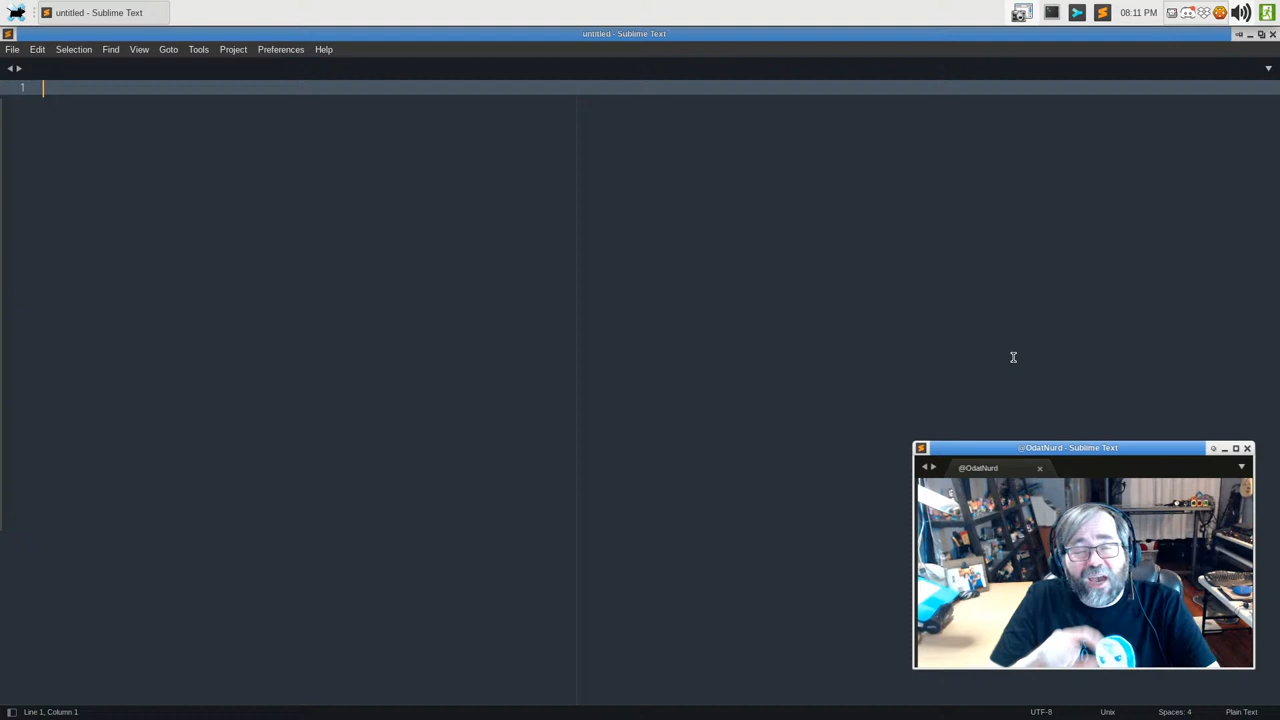 untitled - Sublime Text
08:11 PM
untitled - Sublime Text
File Edit Selection Find View Goto Tools Project Preferences Help
1
@OdatNurd - Sublime Text
@OdatNurd
Line 1, Column 1
UTF-8
Unix
Spaces: 4
Plain Text